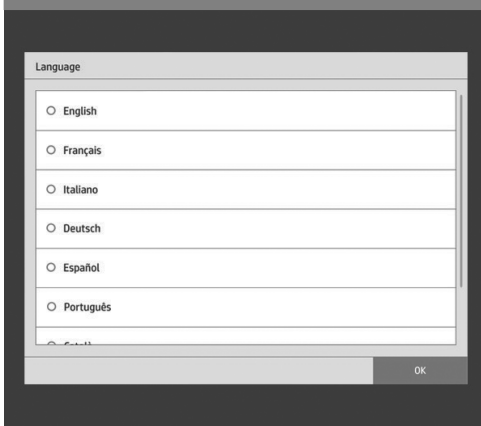 Language
English
Français
Italiano
Deutsch
Español
Português
OK